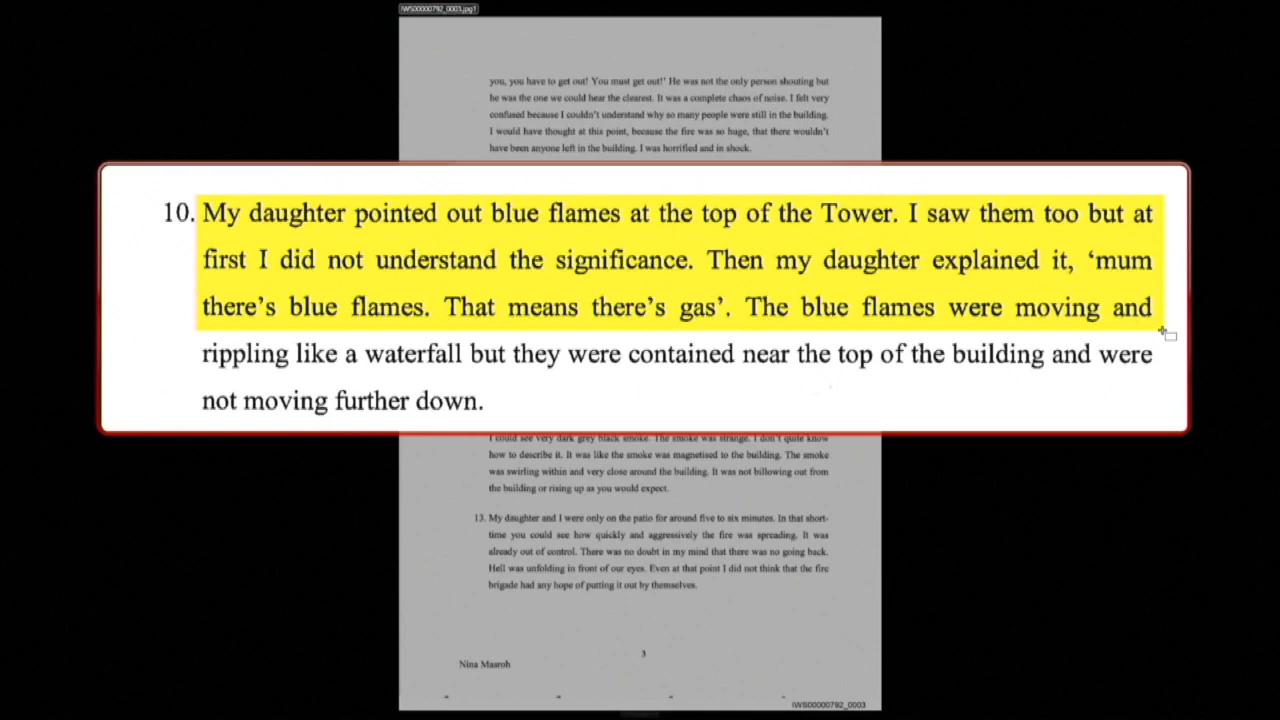 IWS00000792_0003.jpg1
you, you have to get out! You must get out!' He was not the only person shouting but
he was the one we could hear the clearest. It was a complete chaos of noise. I felt very
confused because I couldn't understand why so many people were still in the building.
I would have thought at this point, because the fire was so huge, that there wouldn't
have been anyone left in the building. I was horrified and in shock.
10. My daughter pointed out blue flames at the top of the Tower. I saw them too but at
first I did not understand the significance. Then my daughter explained it, ‘mum
there’s blue flames. That means there’s gas’. The blue flames were moving and
rippling like a waterfall but they were contained near the top of the building and were
not moving further down.
I could see very dark grey black smoke. The smoke was strange. I don't quite know
how to describe it. It was like the smoke was magnetised to the building. The smoke
was swirling within and very close around the building. It was not billowing out from
the building or rising up as you would expect.
13. My daughter and I were only on the patio for around five to six minutes. In that short-
time you could see how quickly and aggressively the fire was spreading. It was
already out of control. There was no doubt in my mind that there was no going back.
Hell was unfolding in front of our eyes. Even at that point I did not think that the fire
brigade had any hope of putting it out by themselves.
3
Nina Masroh
IWS00000792_0003